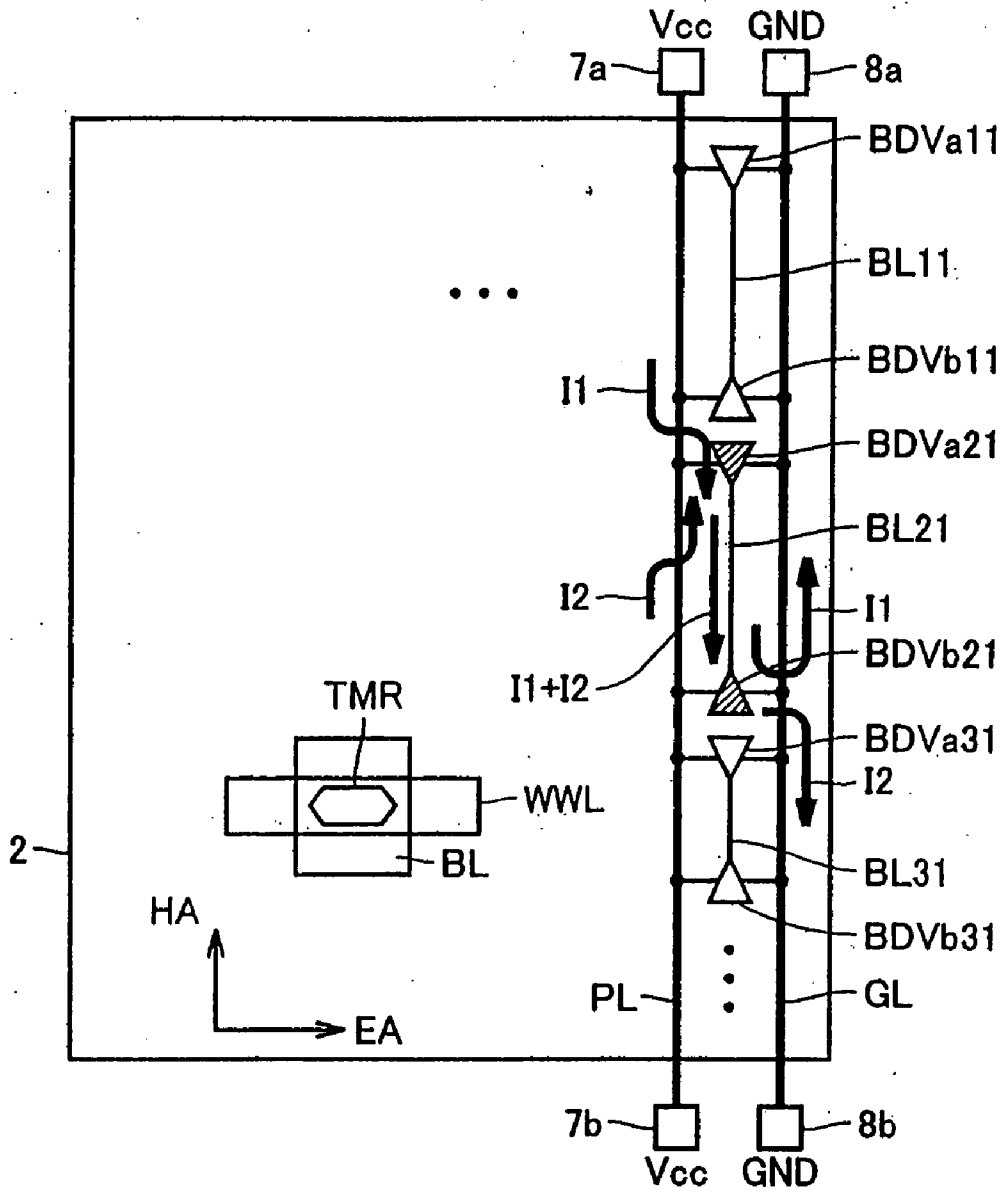 Vcc GND
7a 8a
BDVa11
BL11
BDVb11
I1
BDVa21
BL21
I2
I1
BDVb21
I1+I2
TMR
BDVa31
WWL
I2
2
BL
BL31
HA
BDVb31
PL GL
EA
7b 8b
Vcc GND